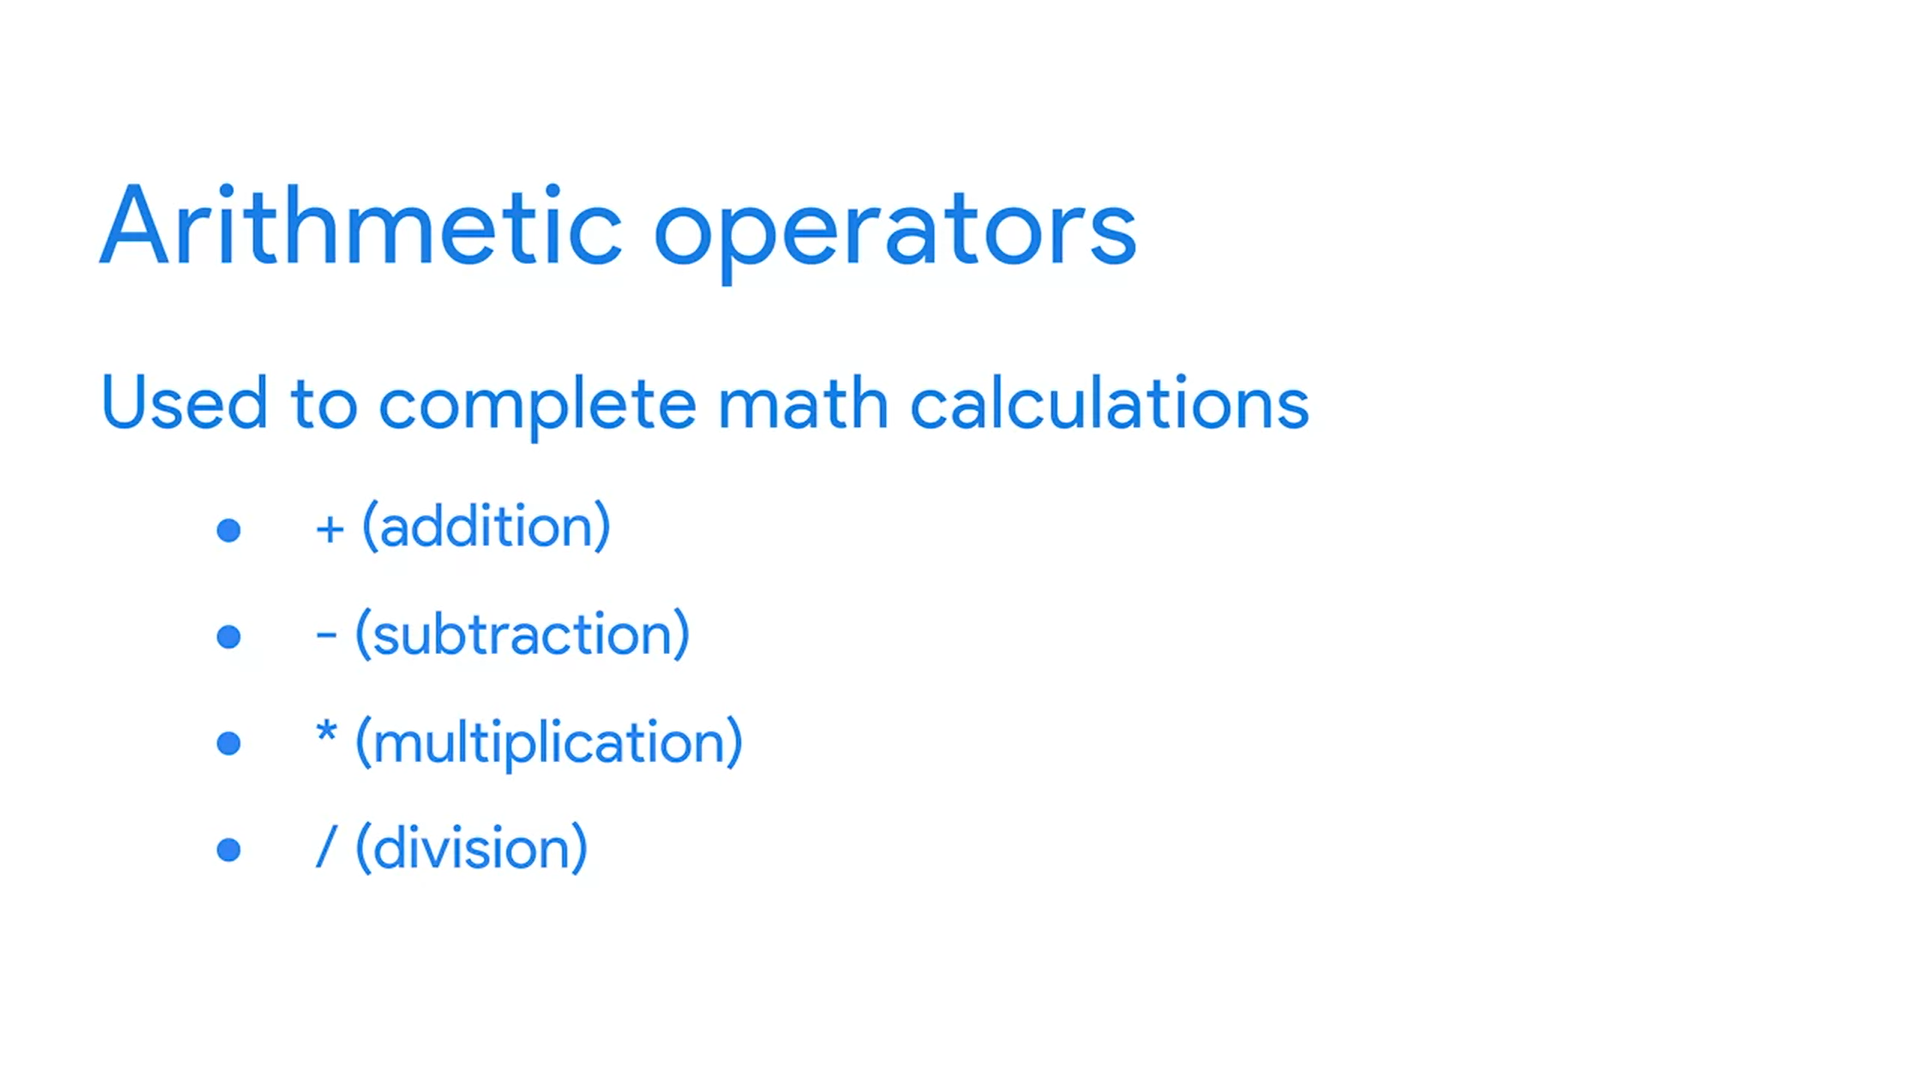 Arithmetic operators
Used to complete math calculations
● + (addition)
● - (subtraction)
● * (multiplication)
● / (division)